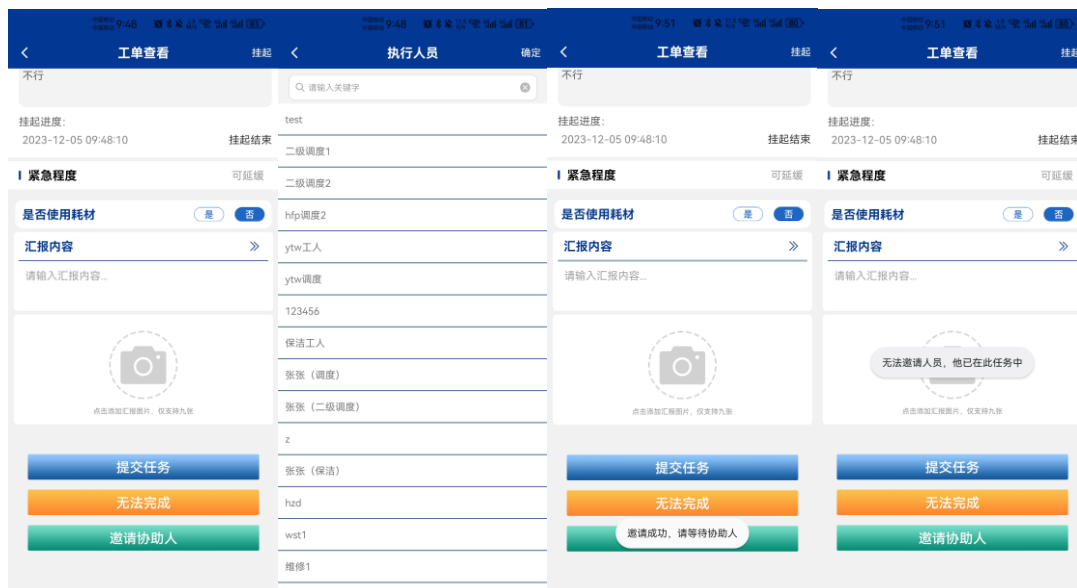 9:48
工单查看
挂起
不行
挂起进度:
2023-12-05 09:48:10
挂起结束
紧急程度
可延缓
是否使用耗材
是
否
汇报内容
请输入汇报内容...
点击添加汇报图片，仅支持九张
提交任务
无法完成
邀请协助人
9:48
执行人员
确定
请输入关键字
test
二级调度1
二级调度2
hfp调度2
ytw工人
ytw调度
123456
保洁工人
张张（调度）
张张（二级调度）
z
张张（保洁）
hzd
wst1
维修1
9:51
工单查看
挂起
不行
挂起进度:
2023-12-05 09:48:10
挂起结束
紧急程度
可延缓
是否使用耗材
是
否
汇报内容
请输入汇报内容...
点击添加汇报图片，仅支持九张
提交任务
无法完成
邀请成功，请等待协助人
9:51
工单查看
挂起
不行
挂起进度:
2023-12-05 09:48:10
挂起结束
紧急程度
可延缓
是否使用耗材
是
否
汇报内容
请输入汇报内容...
无法邀请人员，他已在此任务中
点击添加汇报图片，仅支持九张
提交任务
无法完成
邀请协助人